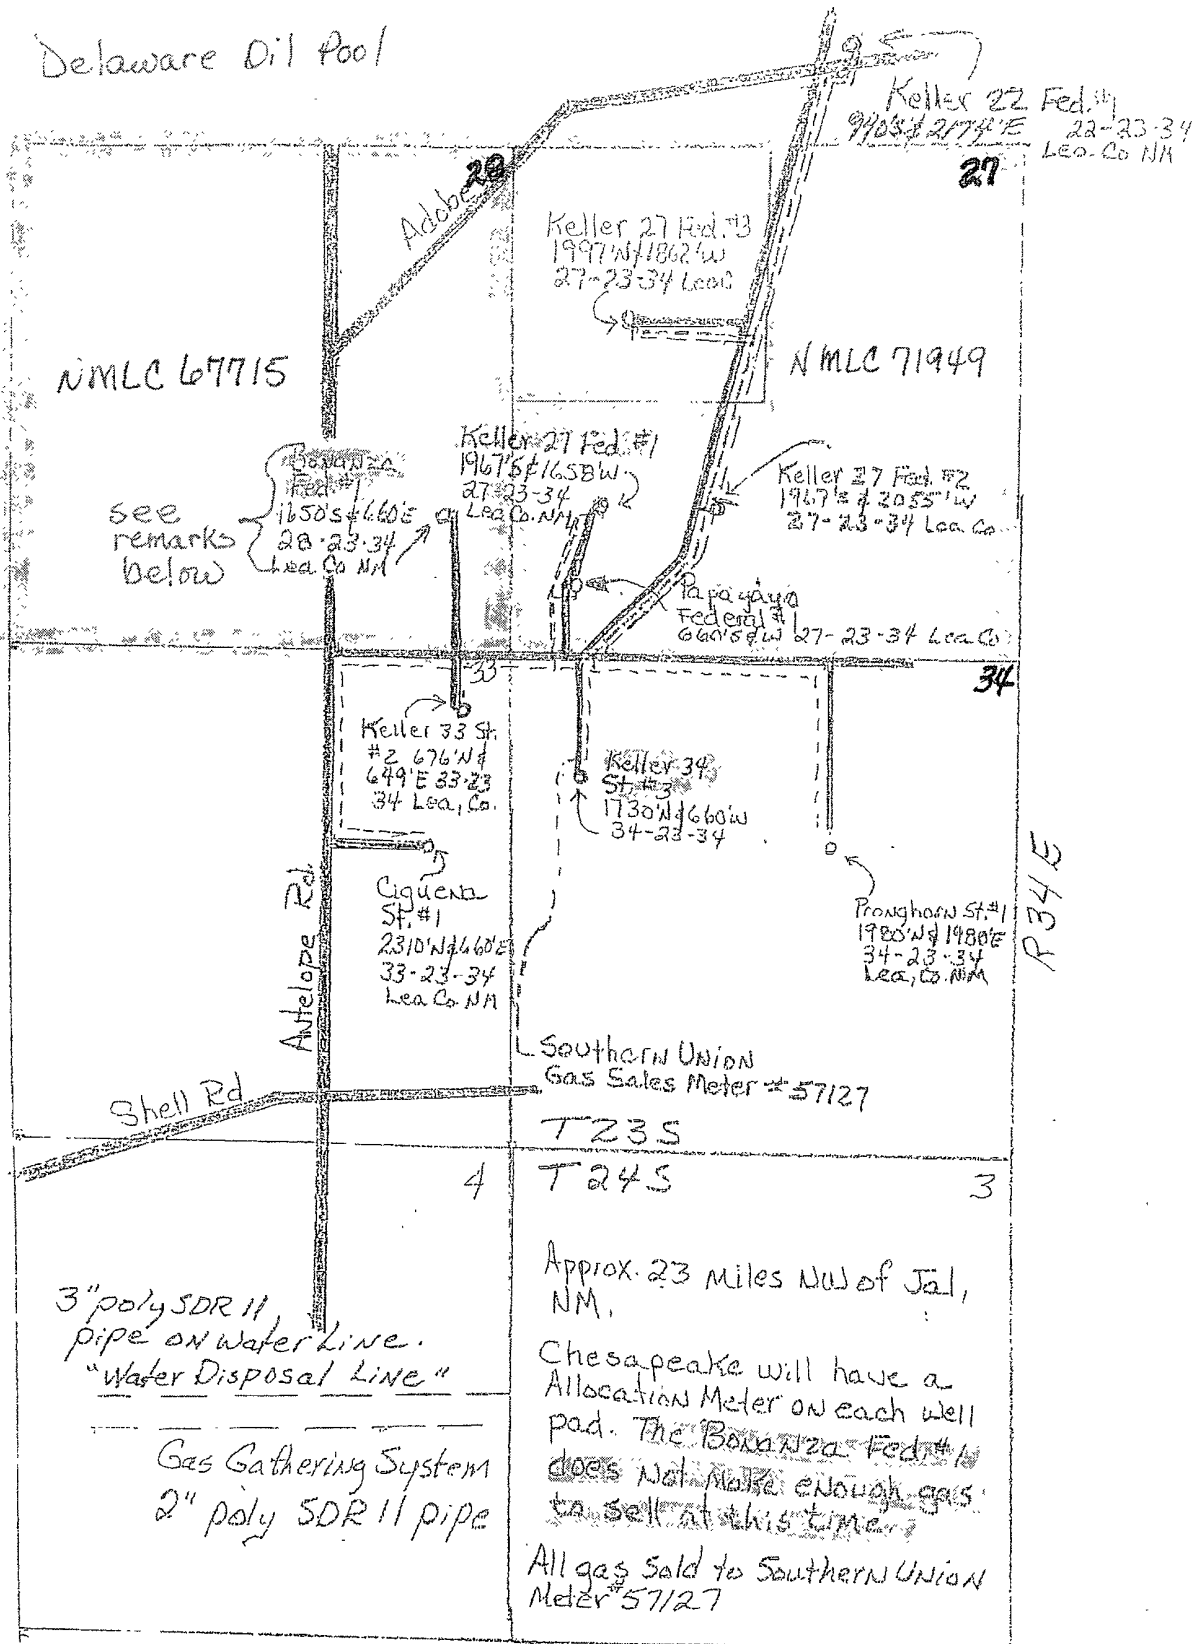 Delaware Oil Pool
Keller 22 Fed. #1
940'S & 2174'E 22-23-34
Lea Co NM
28
27
Adobe
Keller 27 Fed. #3
1997'N & 1862'W
27-23-34 Lea C
NMLC 67715
NMLC 71949
Bonanza
Fed. #1
1650'S & 660'E
28-23-34
Lea Co NM
see
remarks
below
Keller 27 Fed #1
1967'S & 1658'W
27-23-34
Lea Co. NM
Keller 27 Fed. #2
1967'S & 2055'W
27-23-34 Lea Co.
Papagayo
Federal #1
660'S & W 27-23-34 Lea Co.
33
34
Keller 33 St.
#2 676'N &
649'E 33-23
34 Lea, Co.
Keller 34
St. #3
1730'N & 660'W
34-23-34
Ciguena
St. #1
2310'N & 660'E
33-23-34
Lea Co NM
Pronghorn St. #1
1980'N & 1980'E
34-23-34
Lea, Co. NM
R 34 E
Antelope Rd.
Southern Union
Gas Sales Meter #57127
Shell Rd
T23S
T24S
4
3
Approx. 23 Miles NW of Jal,
NM.
3" poly SDR 11
pipe on water Line.
"Water Disposal Line"
Gas Gathering System
2" poly SDR 11 pipe
Chesapeake will have a
Allocation Meter on each well
pad. The Bonanza Fed #1
does not make enough gas
to sell at this time.
All gas sold to Southern Union
Meter #57127